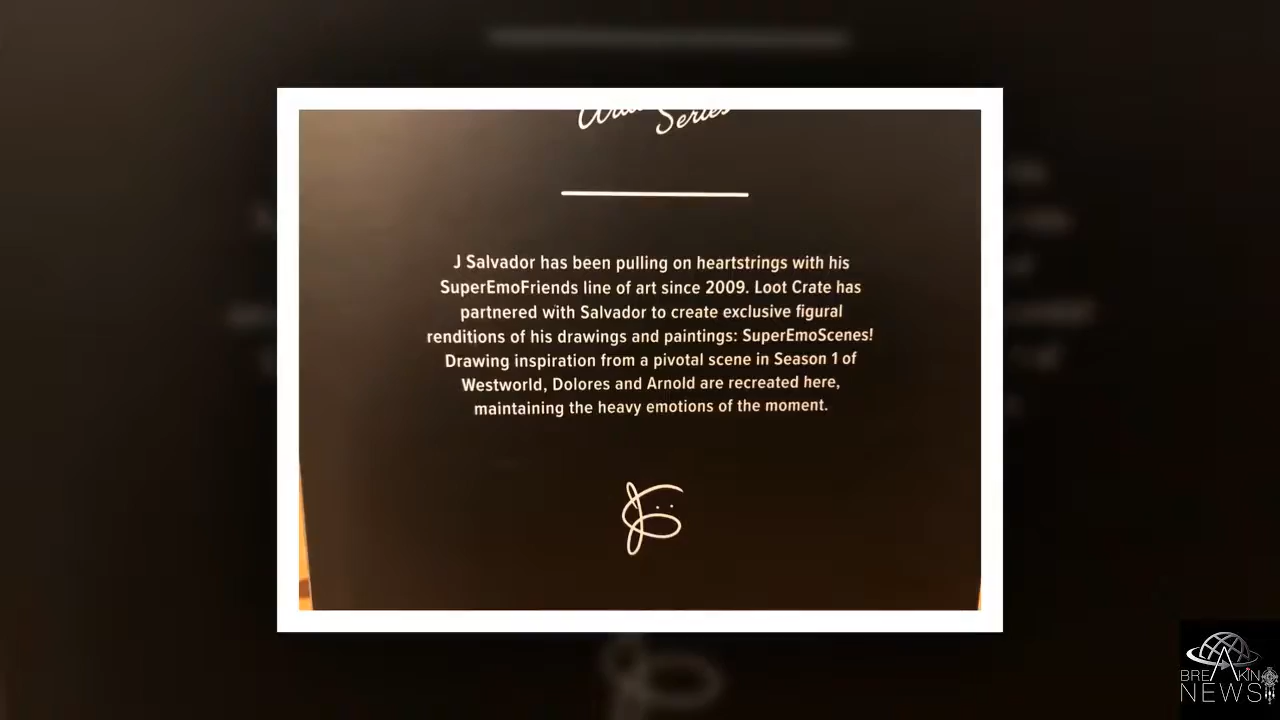 Series
J Salvador has been pulling on heartstrings with his
SuperEmoFriends line of art since 2009. Loot Crate has
partnered with Salvador to create exclusive figural
renditions of his drawings and paintings: SuperEmoScenes!
Drawing inspiration from a pivotal scene in Season 1 of
Westworld, Dolores and Arnold are recreated here,
maintaining the heavy emotions of the moment.
BREAKING
NEWS